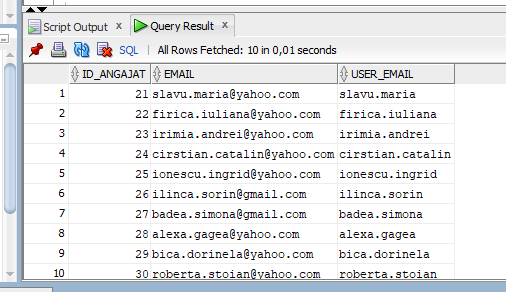 Script Output x Query Result x
SQL | All Rows Fetched: 10 in 0,01 seconds
ID_ANGAJAT EMAIL USER_EMAIL
1 21 slavu.maria@yahoo.com slavu.maria
2 22 firica.iuliana@yahoo.com firica.iuliana
3 23 irimia.andrei@yahoo.com irimia.andrei
4 24 cirstian.catalin@yahoo.com cirstian.catalin
5 25 ionescu.ingrid@yahoo.com ionescu.ingrid
6 26 ilinca.sorin@gmail.com ilinca.sorin
7 27 badea.simona@gmail.com badea.simona
8 28 alexa.gagea@yahoo.com alexa.gagea
9 29 bica.dorinela@yahoo.com bica.dorinela
10 30 roberta.stoian@yahoo.com roberta.stoian